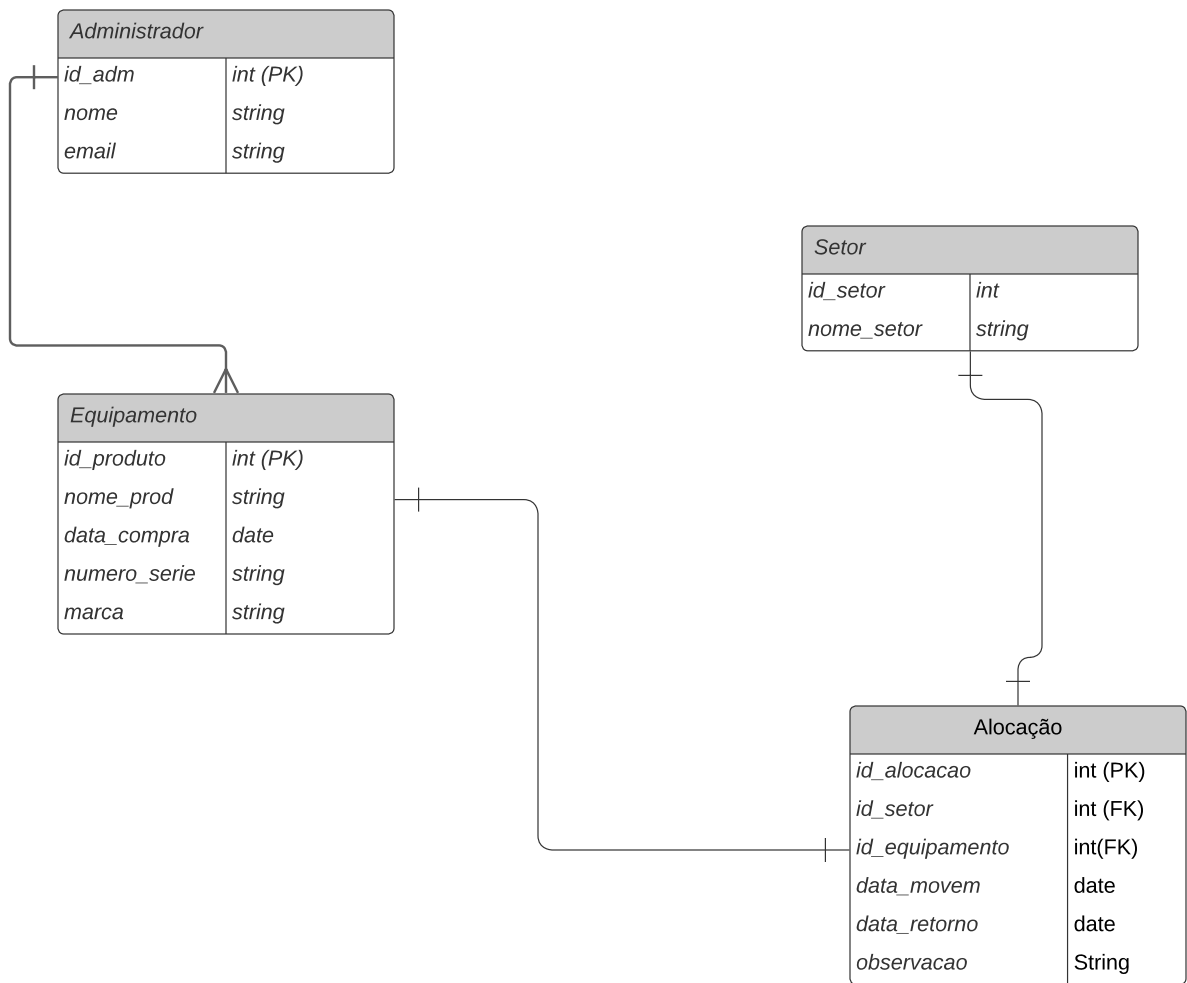 Administrador
id_adm int (PK)
nome string
email string
Setor
id_setor int
nome_setor string
Equipamento
id_produto int (PK)
nome_prod string
data_compra date
numero_serie string
marca string
Alocação
id_alocacao int (PK)
id_setor int (FK)
id_equipamento int(FK)
data_movem date
data_retorno date
observacao String